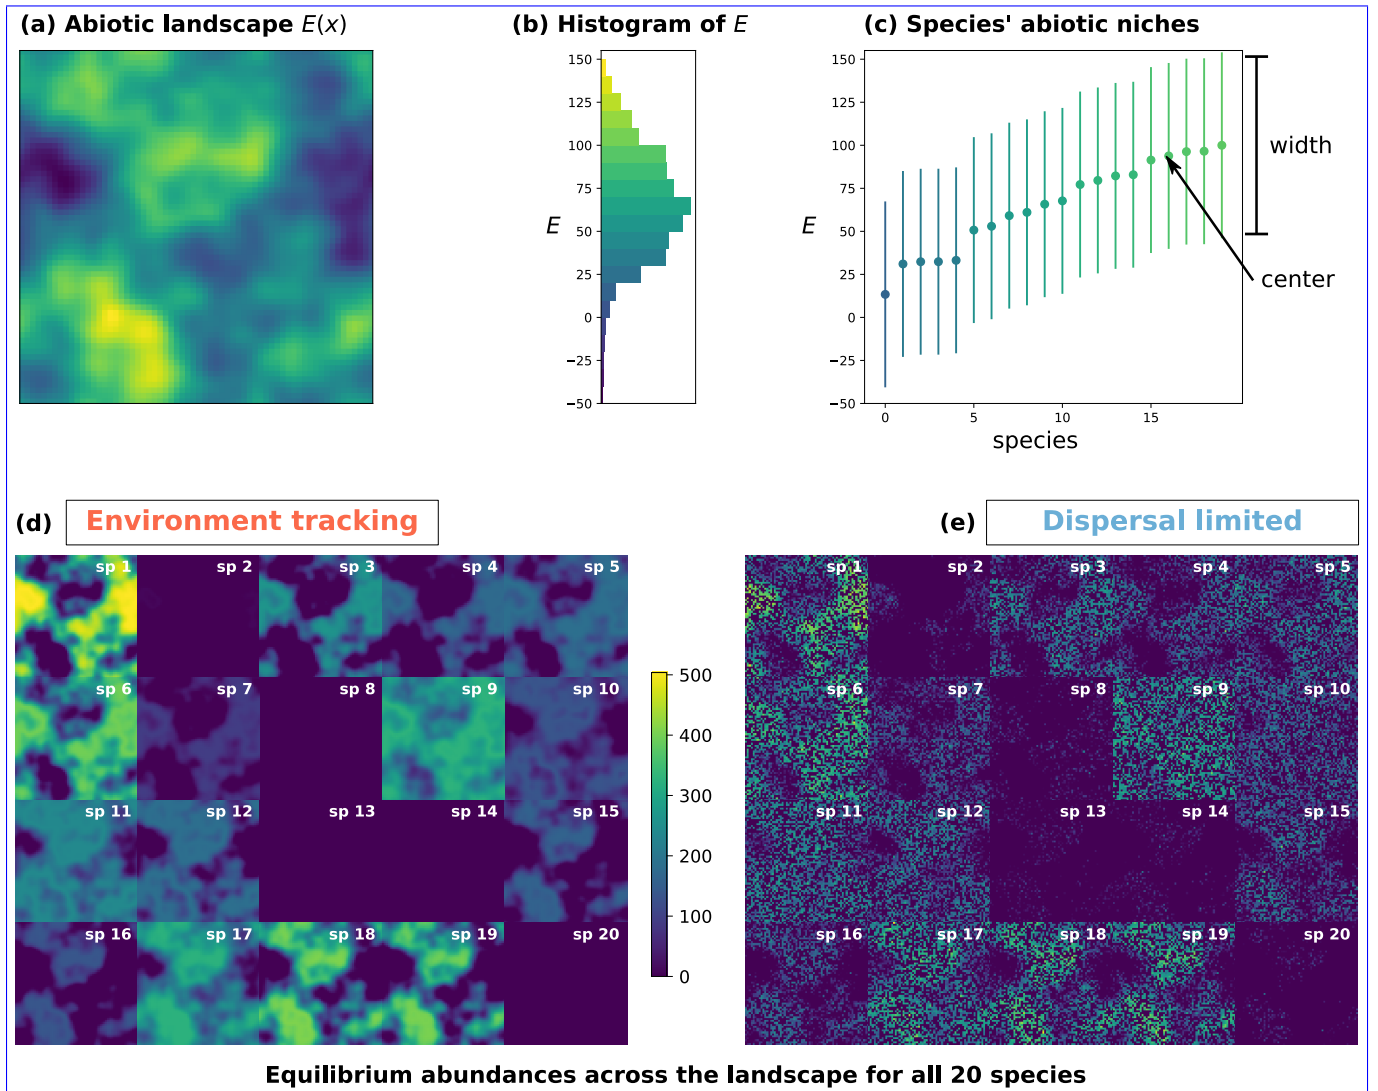 (a) Abiotic landscape E(x)
(b) Histogram of E
(c) Species' abiotic niches
150
125
100
75
50
25
0
−25
−50
E
150
125
100
75
50
25
0
−25
−50
E
0 5 10 15
species
width
center
(d) Environment tracking
(e) Dispersal limited
sp 1 sp 2 sp 3 sp 4 sp 5
sp 6 sp 7 sp 8 sp 9 sp 10
sp 11 sp 12 sp 13 sp 14 sp 15
sp 16 sp 17 sp 18 sp 19 sp 20
500
400
300
200
100
0
sp 1 sp 2 sp 3 sp 4 sp 5
sp 6 sp 7 sp 8 sp 9 sp 10
sp 11 sp 12 sp 13 sp 14 sp 15
sp 16 sp 17 sp 18 sp 19 sp 20
Equilibrium abundances across the landscape for all 20 species